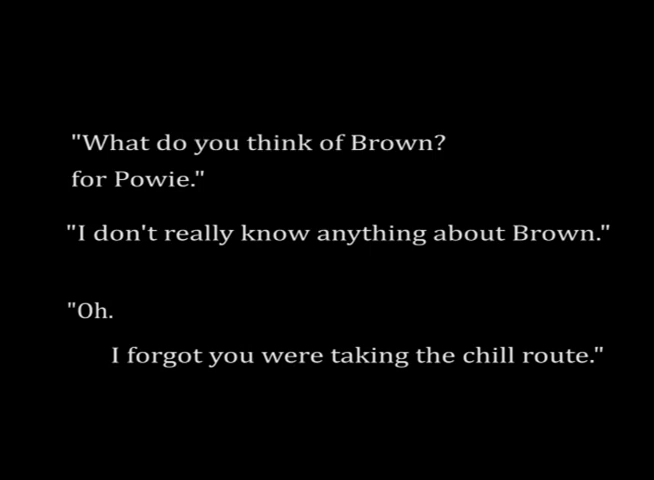 "What do you think of Brown?
for Powie."
"I don't really know anything about Brown."
"Oh.
I forgot you were taking the chill route."